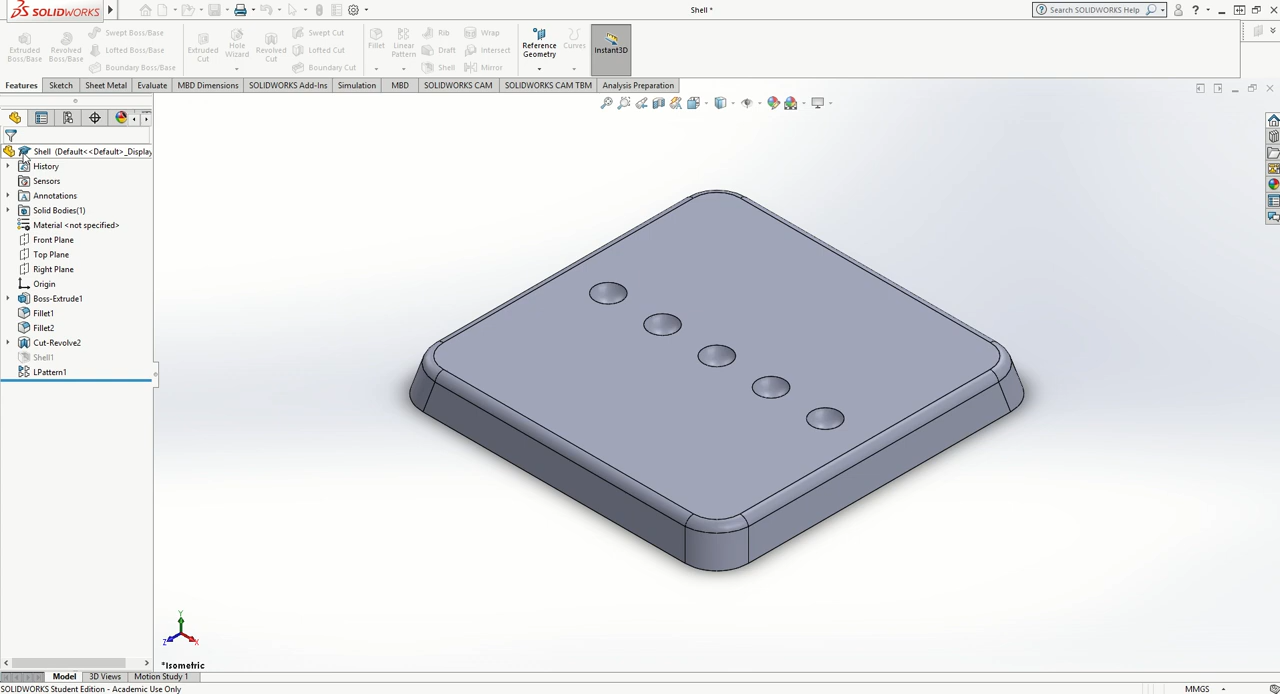 SOLIDWORKS
Shell *
Search SOLIDWORKS Help
Extruded Boss/Base
Revolved Boss/Base
Swept Boss/Base
Lofted Boss/Base
Boundary Boss/Base
Extruded Cut
Hole Wizard
Revolved Cut
Swept Cut
Lofted Cut
Boundary Cut
Fillet
Linear Pattern
Rib
Draft
Shell
Wrap
Intersect
Mirror
Reference Geometry
Curves
Instant3D
Features
Sketch
Sheet Metal
Evaluate
MBD Dimensions
SOLIDWORKS Add-Ins
Simulation
MBD
SOLIDWORKS CAM
SOLIDWORKS CAM TBM
Analysis Preparation
Shell (Default<<Default>_Display
History
Sensors
Annotations
Solid Bodies(1)
Material <not specified>
Front Plane
Top Plane
Right Plane
Origin
Boss-Extrude1
Fillet1
Fillet2
Cut-Revolve2
Shell1
LPattern1
Y
Z
X
*Isometric
Model
3D Views
Motion Study 1
SOLIDWORKS Student Edition - Academic Use Only
MMGS